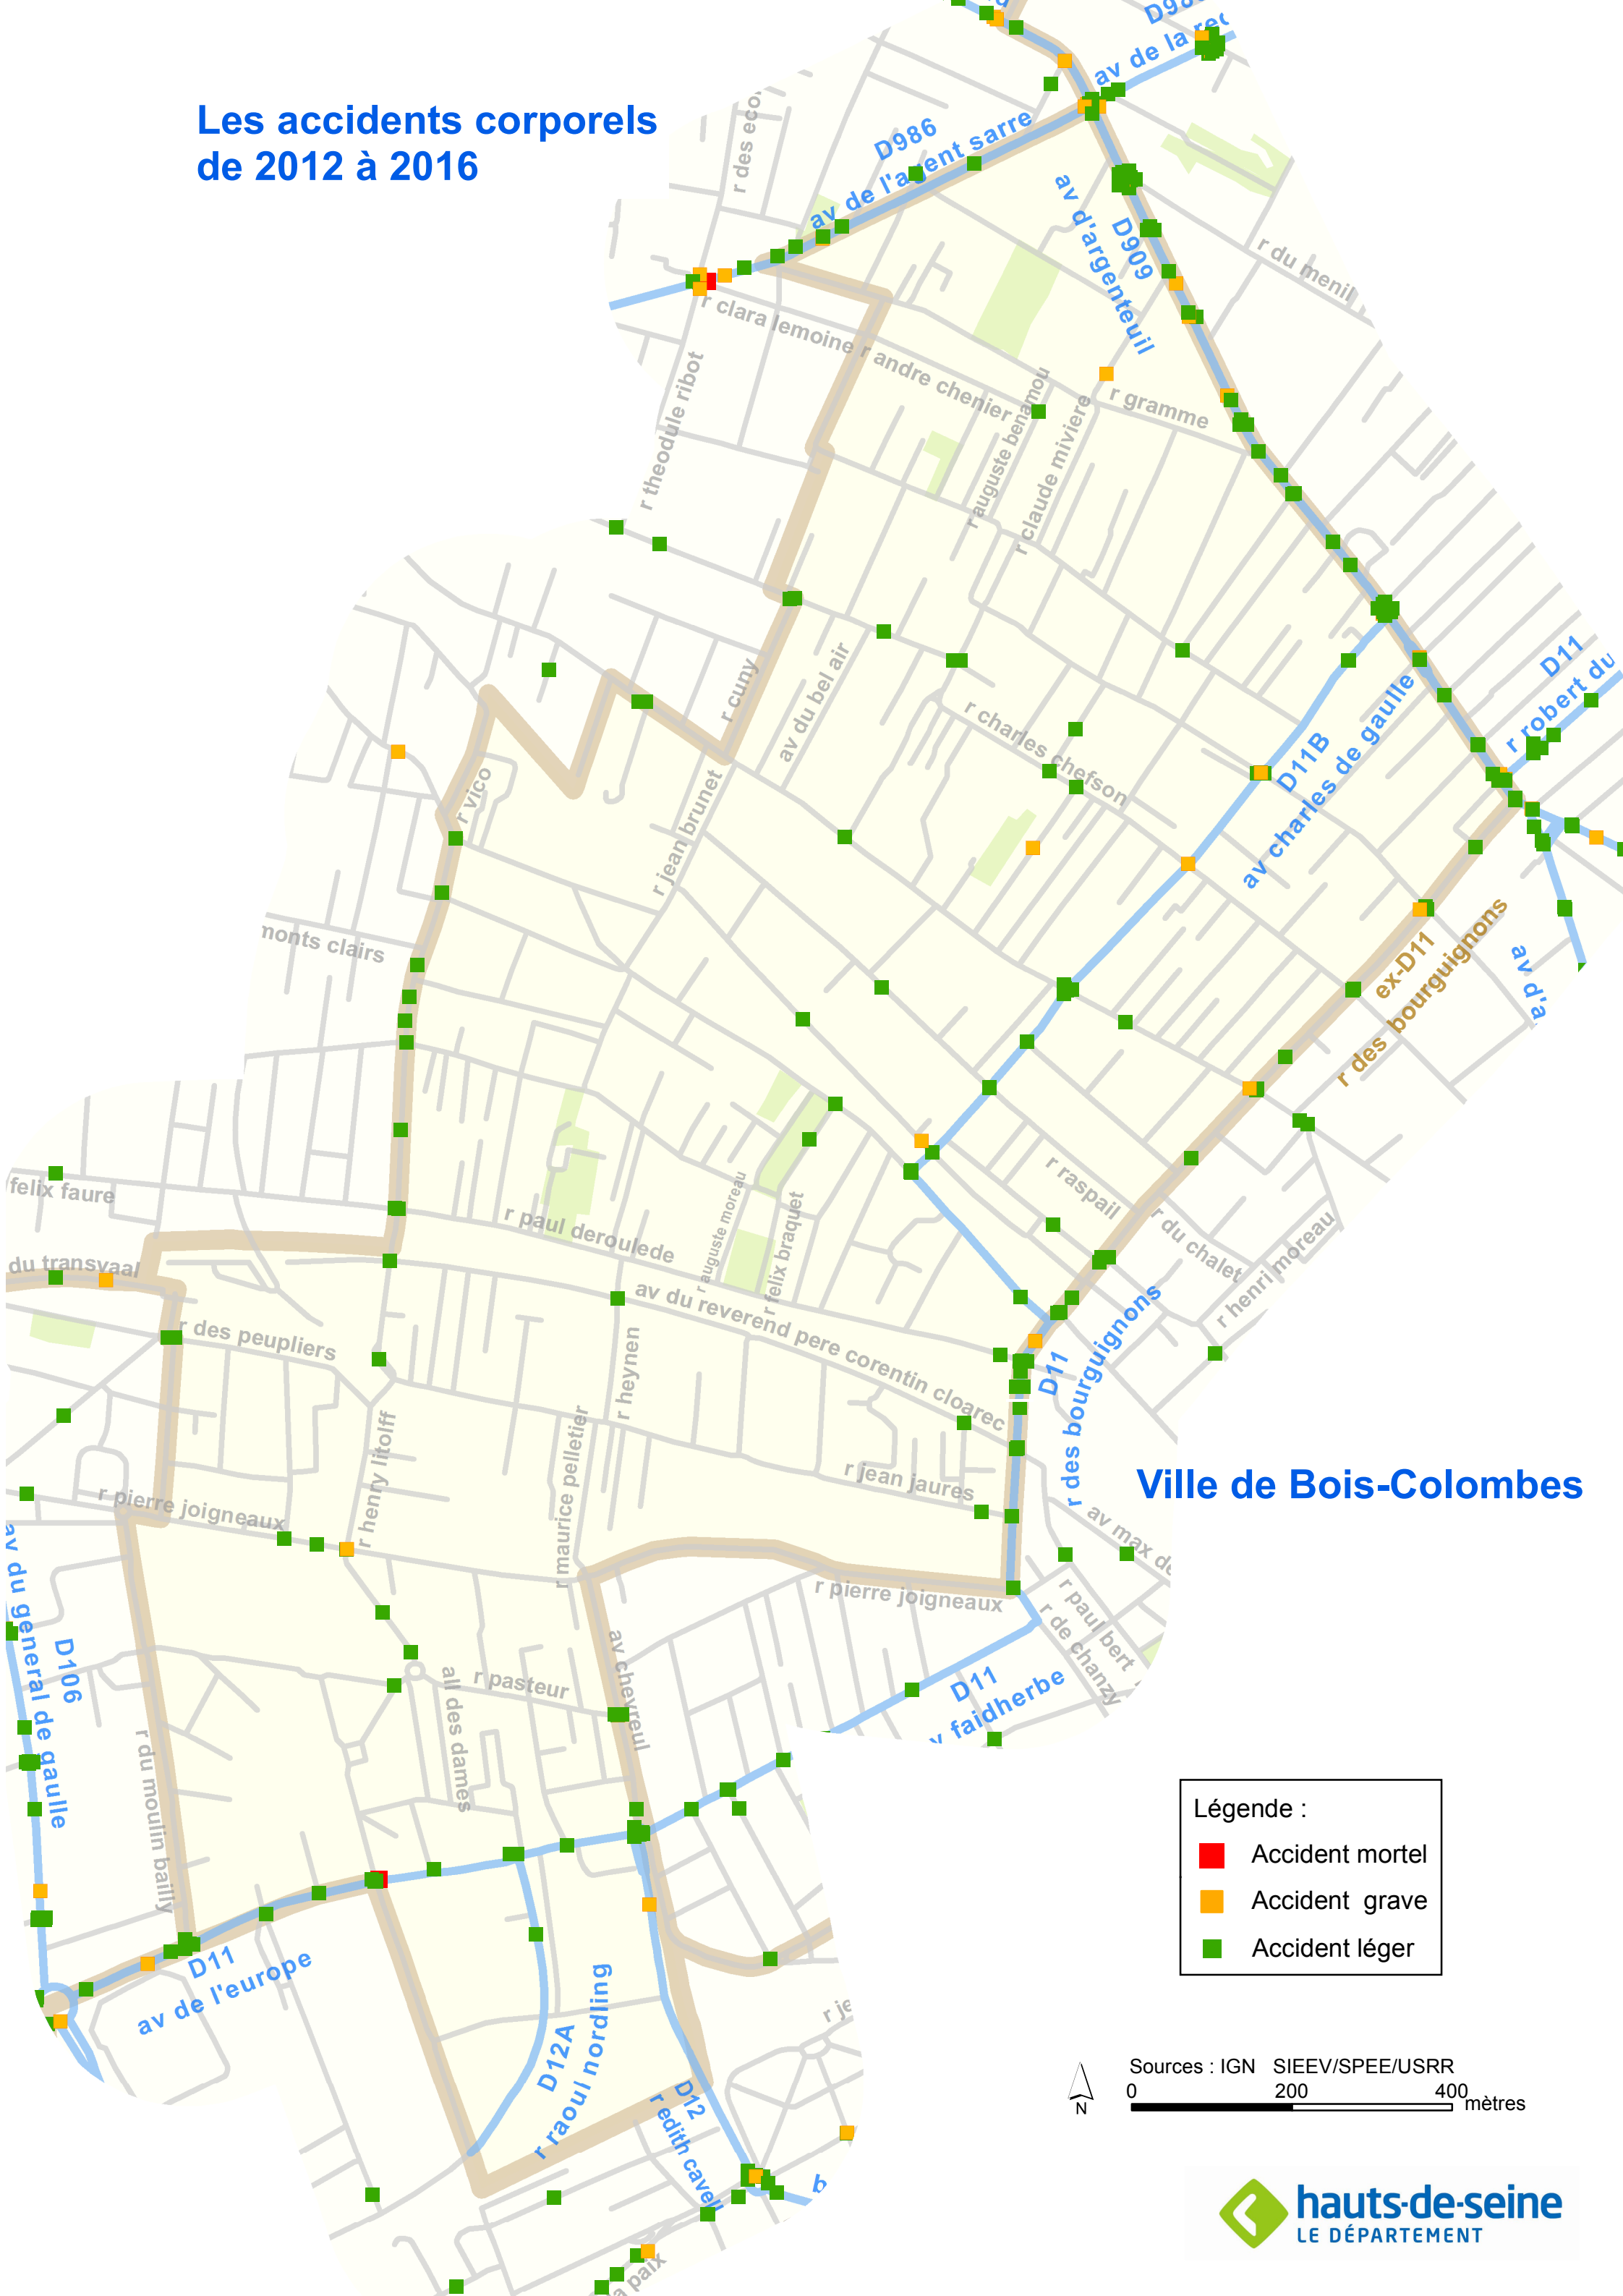 Les accidents corporels
de 2012 à 2016
av de la
D986
av de l'agent sarre
r des
av d'argenteuil
D909
r du menil
r clara lemoine
r andre chenier
r theodule ribot
r auguste benamou
r claude miviere
r gramme
r cuny
av du bel air
r charles chefson
D11
r robert du
D11B
av charles de gaulle
r vico
r jean brunet
monts clairs
ex-D11
r des bourguignons
av d'a
felix faure
du transvaal
r paul deroulede
r auguste moreau
r felix braquet
r raspail
r du chalet
r henri moreau
av du reverend pere corentin cloarec
r des peupliers
r heynen
D11
r des bourguignons
r henry litolff
r maurice pelletier
r jean jaures
r pierre joigneaux
Ville de Bois-Colombes
av max de
r pierre joigneaux
r paul bert
r de chanzy
av du general de gaulle
D106
r pasteur
all des dames
av chevreul
D11
faidherbe
r du moulin bailly
D11
av de l'europe
D12A
r raoul nordling
D12
r edith cavell
r je
paix
Légende :
Accident mortel
Accident grave
Accident léger
Sources : IGN SIEEV/SPEE/USRR
0 200 400 mètres
N
hauts-de-seine
LE DÉPARTEMENT